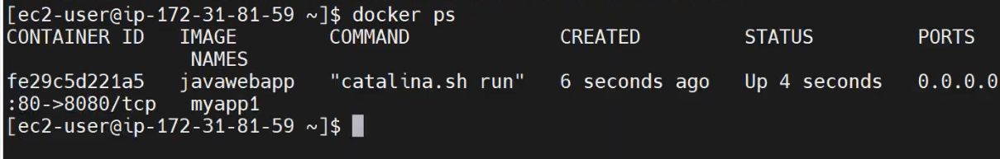 [ec2-user@ip-172-31-81-59 ~]$ docker ps
CONTAINER ID   IMAGE        COMMAND             CREATED         STATUS         PORTS
                NAMES
fe29c5d221a5   javawebapp   "catalina.sh run"   6 seconds ago   Up 4 seconds   0.0.0.0
:80->8080/tcp   myapp1
[ec2-user@ip-172-31-81-59 ~]$